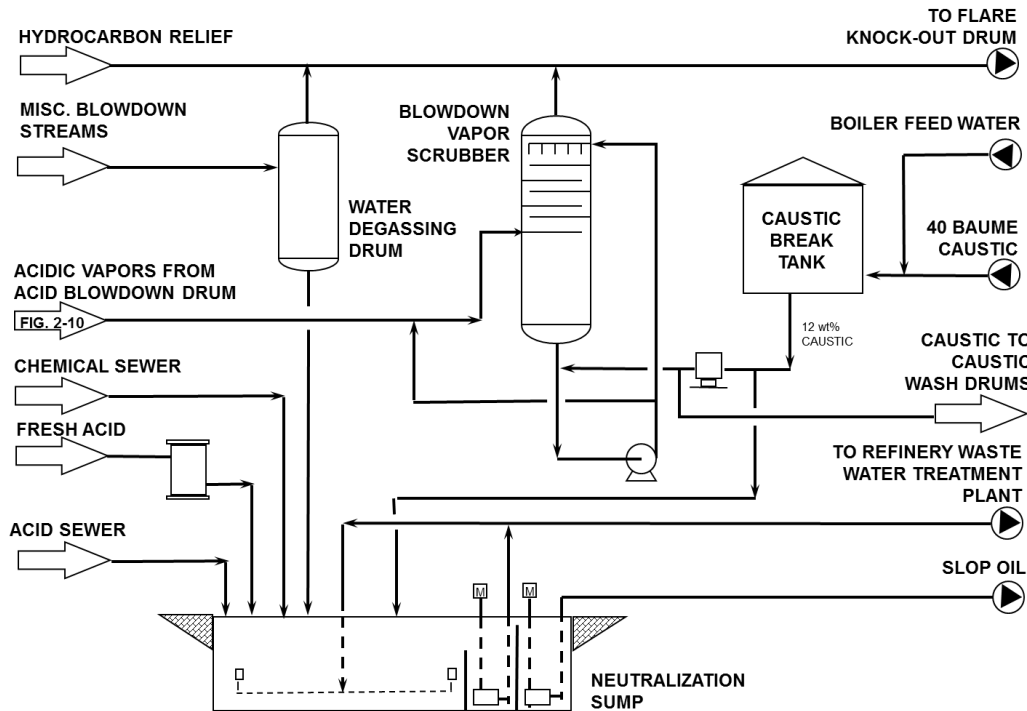 HYDROCARBON RELIEF
TO FLARE
KNOCK-OUT DRUM
MISC. BLOWDOWN
STREAMS
BLOWDOWN
VAPOR
SCRUBBER
BOILER FEED WATER
WATER
DEGASSING
DRUM
CAUSTIC
BREAK
TANK
40 BAUME
CAUSTIC
ACIDIC VAPORS FROM
ACID BLOWDOWN DRUM
FIG. 2-10
12 wt%
CAUSTIC
CAUSTIC TO
CAUSTIC
WASH DRUMS
CHEMICAL SEWER
FRESH ACID
TO REFINERY WASTE
WATER TREATMENT
PLANT
ACID SEWER
SLOP OIL
M
M
NEUTRALIZATION
SUMP